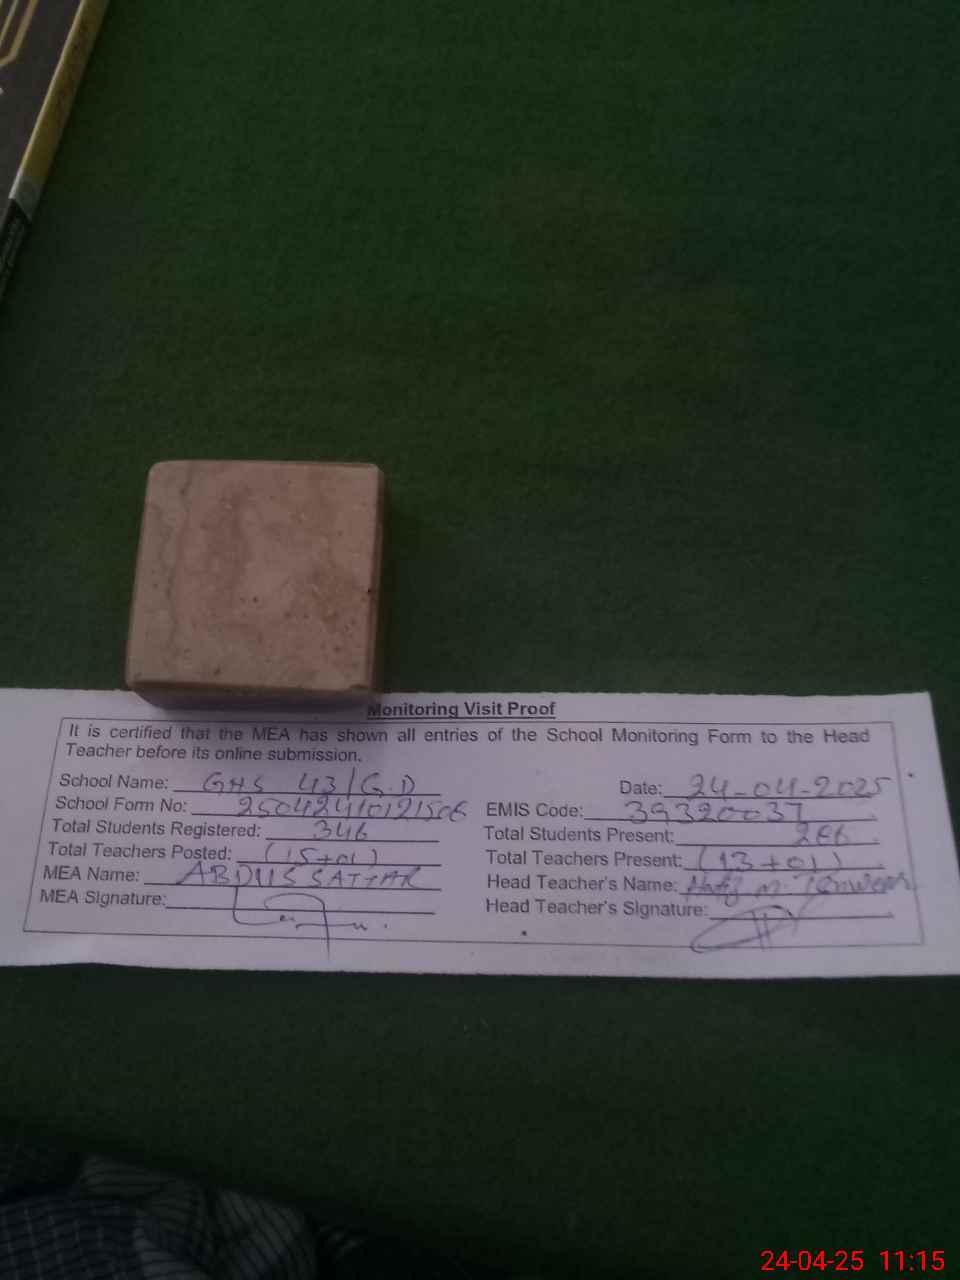 Monitoring Visit Proof
It is certified that the MEA has shown all entries of the School Monitoring Form to the Head
Teacher before its online submission.
School Name: GHS 43/G.D Date: 24-04-2025
School Form No: EMIS Code: 39320037
Total Students Registered: 346 Total Students Present: 266
Total Teachers Posted: (15+01) Total Teachers Present: (13+01)
MEA Name: ABDUS SATTAR Head Teacher's Name: Hafiz M.
MEA Signature: Head Teacher's Signature:
24-04-25 11:15